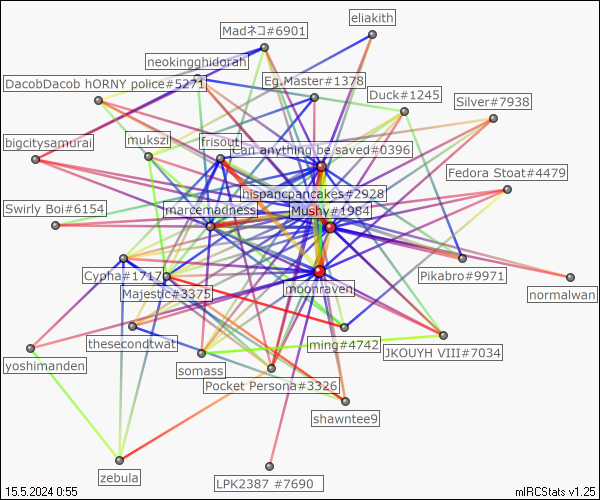 eliakith
Madネコ#6901
neokingghidorah
DacobDacob hORNY police#5271
Eg.Master#1378
Duck#1245
Silver#7938
bigcitysamurai
mukszi
frisout
Can anything be saved#0396
Fedora Stoat#4479
hispancpancakes#2928
Swirly Boi#6154
marcemadness
Mushy#1984
Cypha#1717
Pikabro#9971
Majestic#3375
moonraven
normalwan
thesecondtwat
ming#4742
JKOUYH VIII#7034
yoshimanden
somass
Pocket Persona#3326
shawntee9
zebula
LPK2387 #7690
15.5.2024 0:55
mIRCStats v1.25